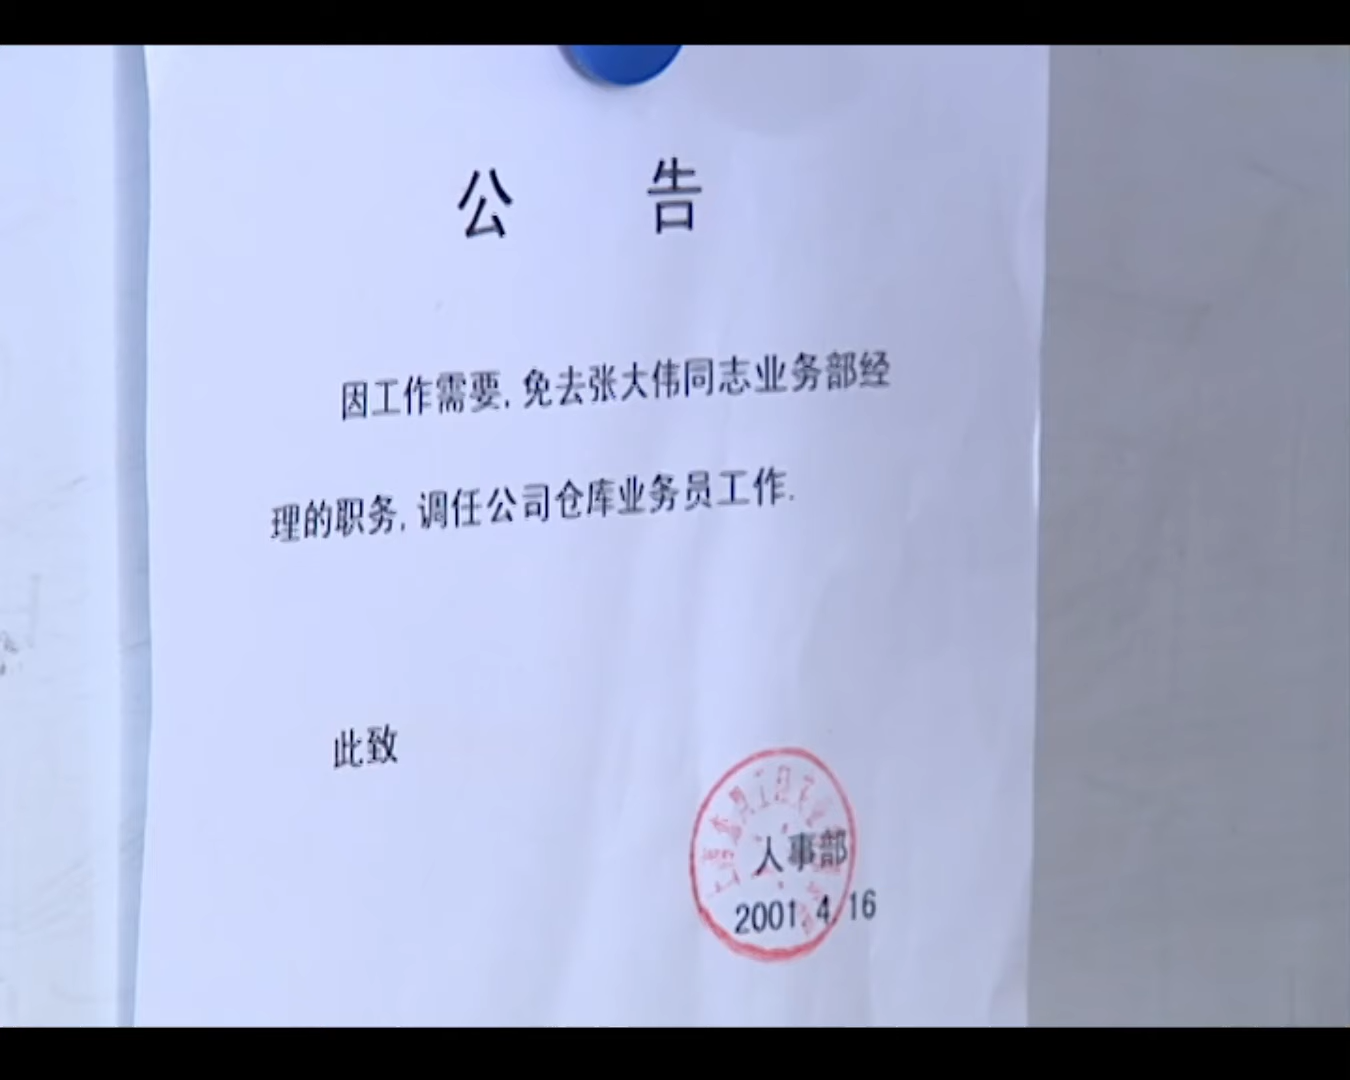 公 告
因工作需要,免去张大伟同志业务部经
理的职务,调任公司仓库业务员工作.
此致
人事部
2001.4.16